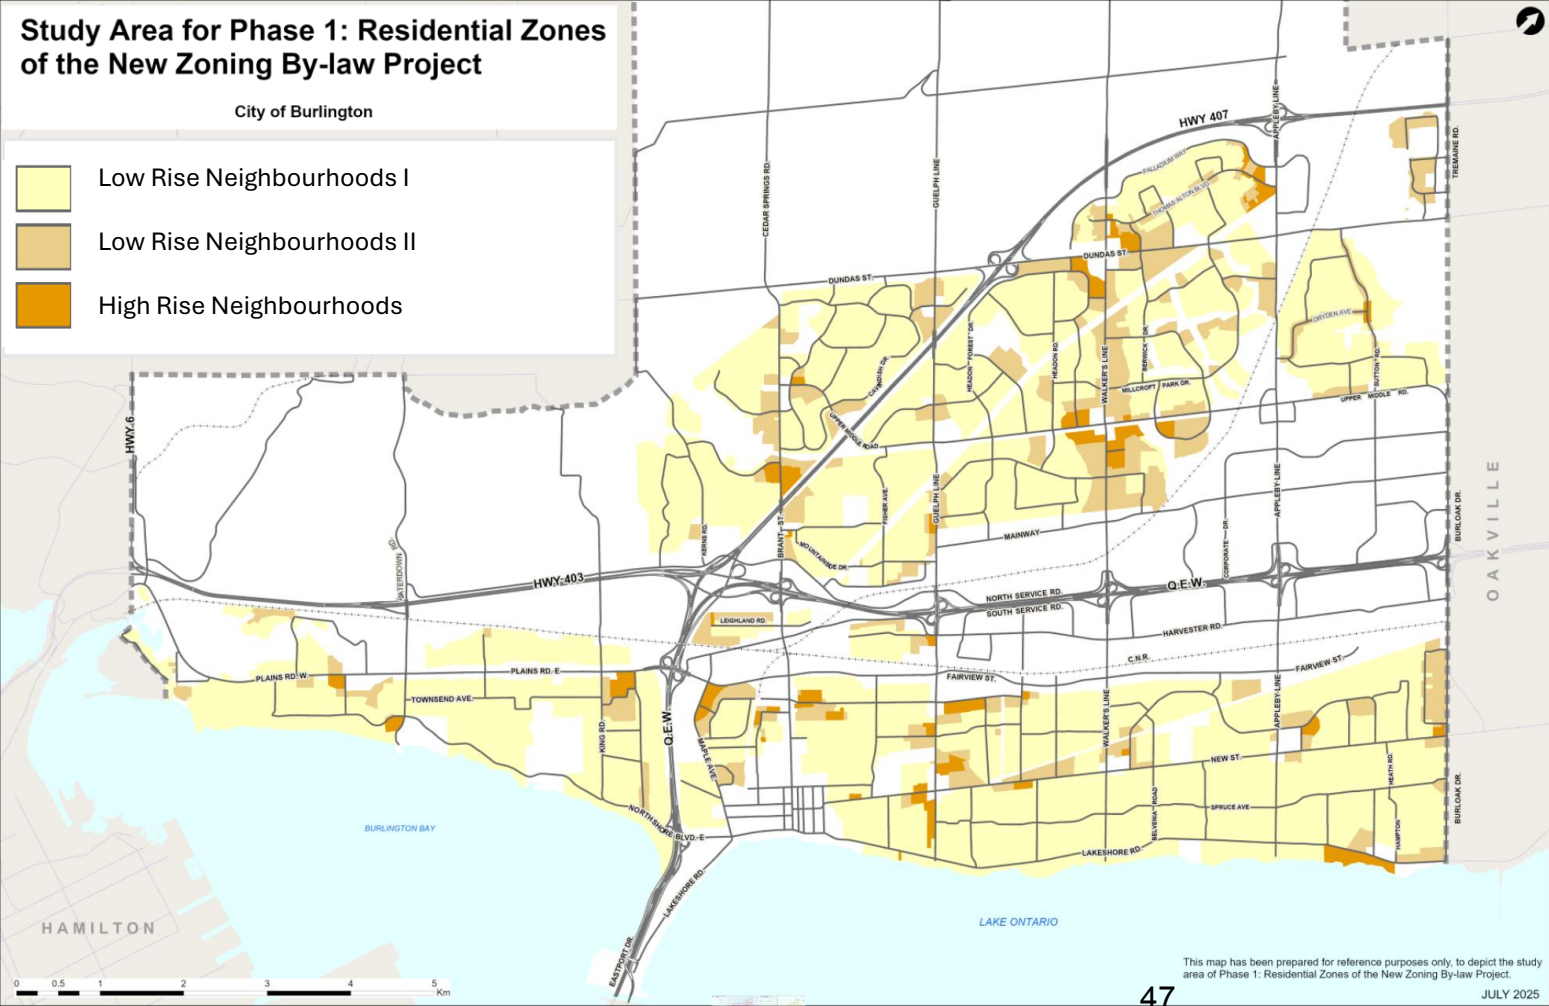 Study Area for Phase 1: Residential Zones
of the New Zoning By-law Project
City of Burlington
Low Rise Neighbourhoods I
Low Rise Neighbourhoods II
High Rise Neighbourhoods
HWY 407
APPLEBY LINE
TREMAINE RD.
PALLADIUM WAY
THOMAS ALTON BLVD
CEDAR SPRINGS RD.
GUELPH LINE
DUNDAS ST.
DUNDAS ST.
DRYDEN AVE
HEADON FOREST DR.
HEADON RD.
WALKER'S LINE
BERWICK DR.
CAVENDISH DR.
SUTTON RD.
MILLCROFT PARK DR.
UPPER MIDDLE RD.
UPPER MIDDLE ROAD
HWY.6
GUELPH LINE
FISHER AVE.
APPLEBY LINE
BURLOAK DR.
OAKVILLE
KERNS RD.
BRANT ST.
MAINWAY
CORPORATE DR.
MOUNTAINSIDE DR.
WATERDOWN RD.
HWY 403
Q.E.W.
NORTH SERVICE RD.
SOUTH SERVICE RD.
LEIGHLAND RD.
HARVESTER RD.
C.N.R.
FAIRVIEW ST.
PLAINS RD. W.
PLAINS RD. E
FAIRVIEW ST.
TOWNSEND AVE.
KING RD.
Q.E.W.
MAPLE AVE.
WALKER'S LINE
APPLEBY LINE
NEW ST.
HEATH RD.
BURLOAK DR.
BELVENIA ROAD
SPRUCE AVE
HAMPTON
NORTH SHORE BLVD. E
BURLINGTON BAY
LAKESHORE RD.
LAKESHORE RD.
HAMILTON
LAKE ONTARIO
EASTPORT DR.
This map has been prepared for reference purposes only, to depict the study
area of Phase 1: Residential Zones of the New Zoning By-law Project.
0 0.5 1 2 3 4 5
Km
47
JULY 2025